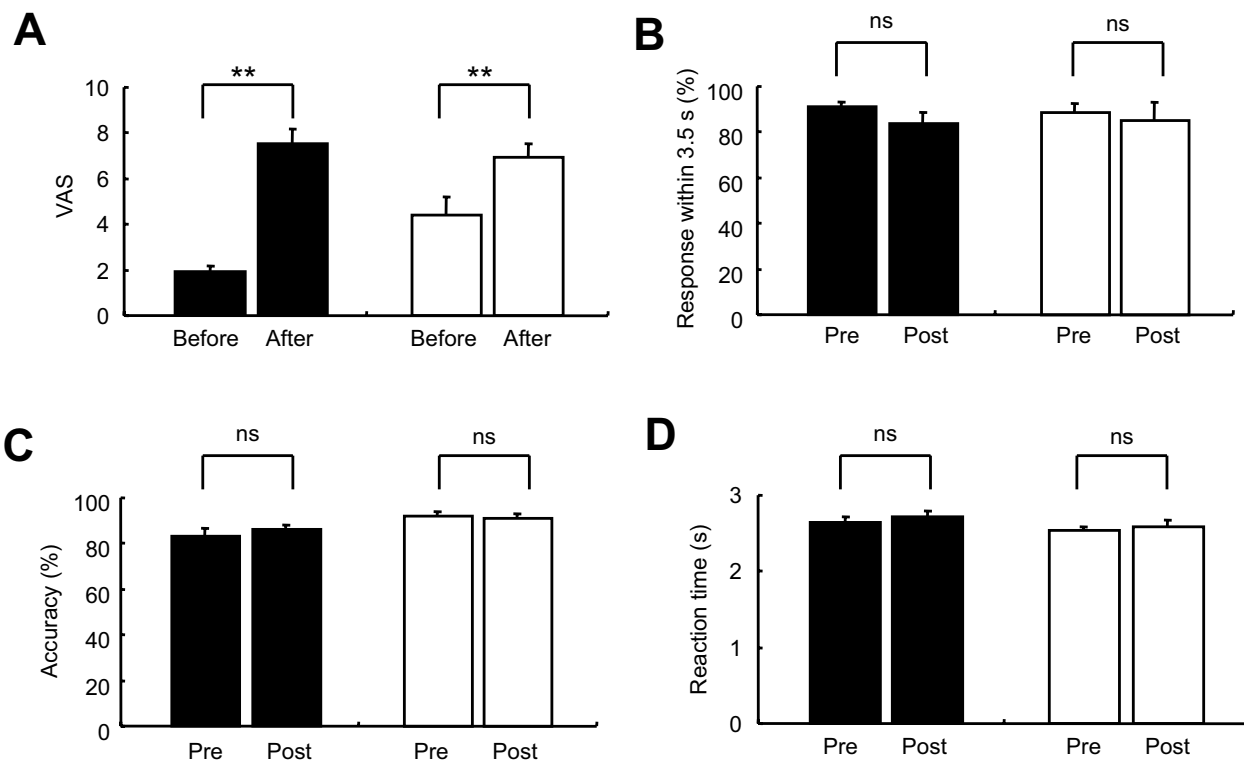 A
** **
10
8
6
4
2
0
VAS
Before After Before After
B
ns ns
100
80
60
40
20
0
Response within 3.5 s (%)
Pre Post Pre Post
C
ns ns
100
80
60
40
20
0
Accuracy (%)
Pre Post Pre Post
D
ns ns
3
2
1
0
Reaction time (s)
Pre Post Pre Post